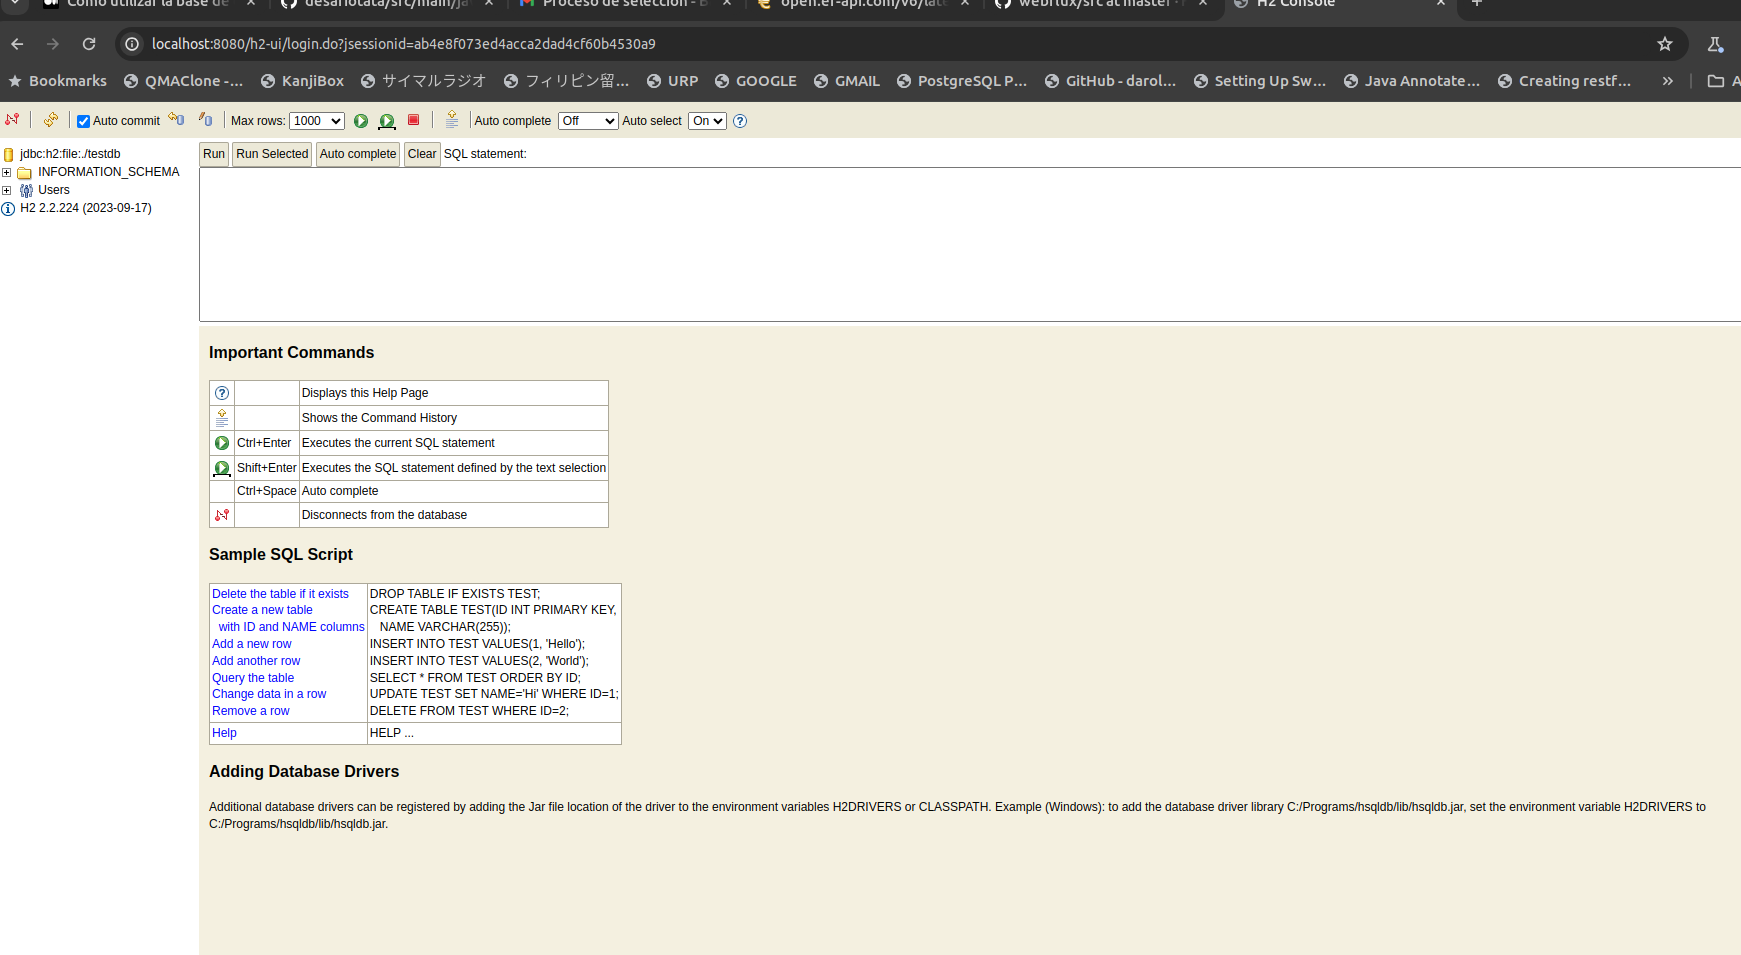 Como utilizar la base de
desafiotata/src/main/ja
Proceso de selección - B
open.er-api.com/v6/late
webflux/src at master ·
H2 Console
localhost:8080/h2-ui/login.do?jsessionid=ab4e8f073ed4acca2dad4cf60b4530a9
Bookmarks QMAClone -... KanjiBox サイマルラジオ フィリピン留... URP GOOGLE GMAIL PostgreSQL P... GitHub - darol... Setting Up Sw... Java Annotate... Creating restf... »
Auto commit Max rows: 1000 Auto complete Off Auto select On
jdbc:h2:file:./testdb
INFORMATION_SCHEMA
Users
H2 2.2.224 (2023-09-17)
Run Run Selected Auto complete Clear SQL statement:
Important Commands
Displays this Help Page
Shows the Command History
Ctrl+Enter Executes the current SQL statement
Shift+Enter Executes the SQL statement defined by the text selection
Ctrl+Space Auto complete
Disconnects from the database
Sample SQL Script
Delete the table if it exists DROP TABLE IF EXISTS TEST;
Create a new table CREATE TABLE TEST(ID INT PRIMARY KEY,
with ID and NAME columns NAME VARCHAR(255));
Add a new row INSERT INTO TEST VALUES(1, 'Hello');
Add another row INSERT INTO TEST VALUES(2, 'World');
Query the table SELECT * FROM TEST ORDER BY ID;
Change data in a row UPDATE TEST SET NAME='Hi' WHERE ID=1;
Remove a row DELETE FROM TEST WHERE ID=2;
Help HELP ...
Adding Database Drivers
Additional database drivers can be registered by adding the Jar file location of the driver to the environment variables H2DRIVERS or CLASSPATH. Example (Windows): to add the database driver library C:/Programs/hsqldb/lib/hsqldb.jar, set the environment variable H2DRIVERS to
C:/Programs/hsqldb/lib/hsqldb.jar.